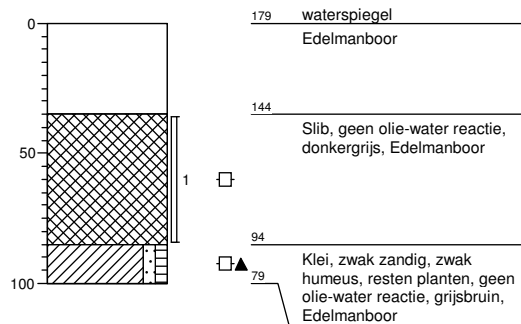 0
179 waterspiegel
Edelmanboor
144
Slib, geen olie-water reactie,
donkergrijs, Edelmanboor
50
1
94
Klei, zwak zandig, zwak
humeus, resten planten, geen
olie-water reactie, grijsbruin,
Edelmanboor
79
100